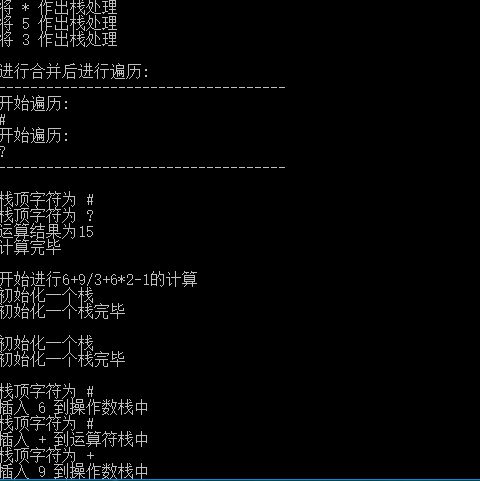 将 * 作出栈处理
将 5 作出栈处理
将 3 作出栈处理
进行合并后进行遍历:
------------------------------------
开始遍历:
#
开始遍历:
?
------------------------------------
栈顶字符为 #
栈顶字符为 ?
运算结果为15
计算完毕
开始进行6+9/3+6*2-1的计算
初始化一个栈
初始化一个栈完毕
初始化一个栈
初始化一个栈完毕
栈顶字符为 #
插入 6 到操作数栈中
栈顶字符为 #
插入 + 到运算符栈中
栈顶字符为 +
插入 9 到操作数栈中